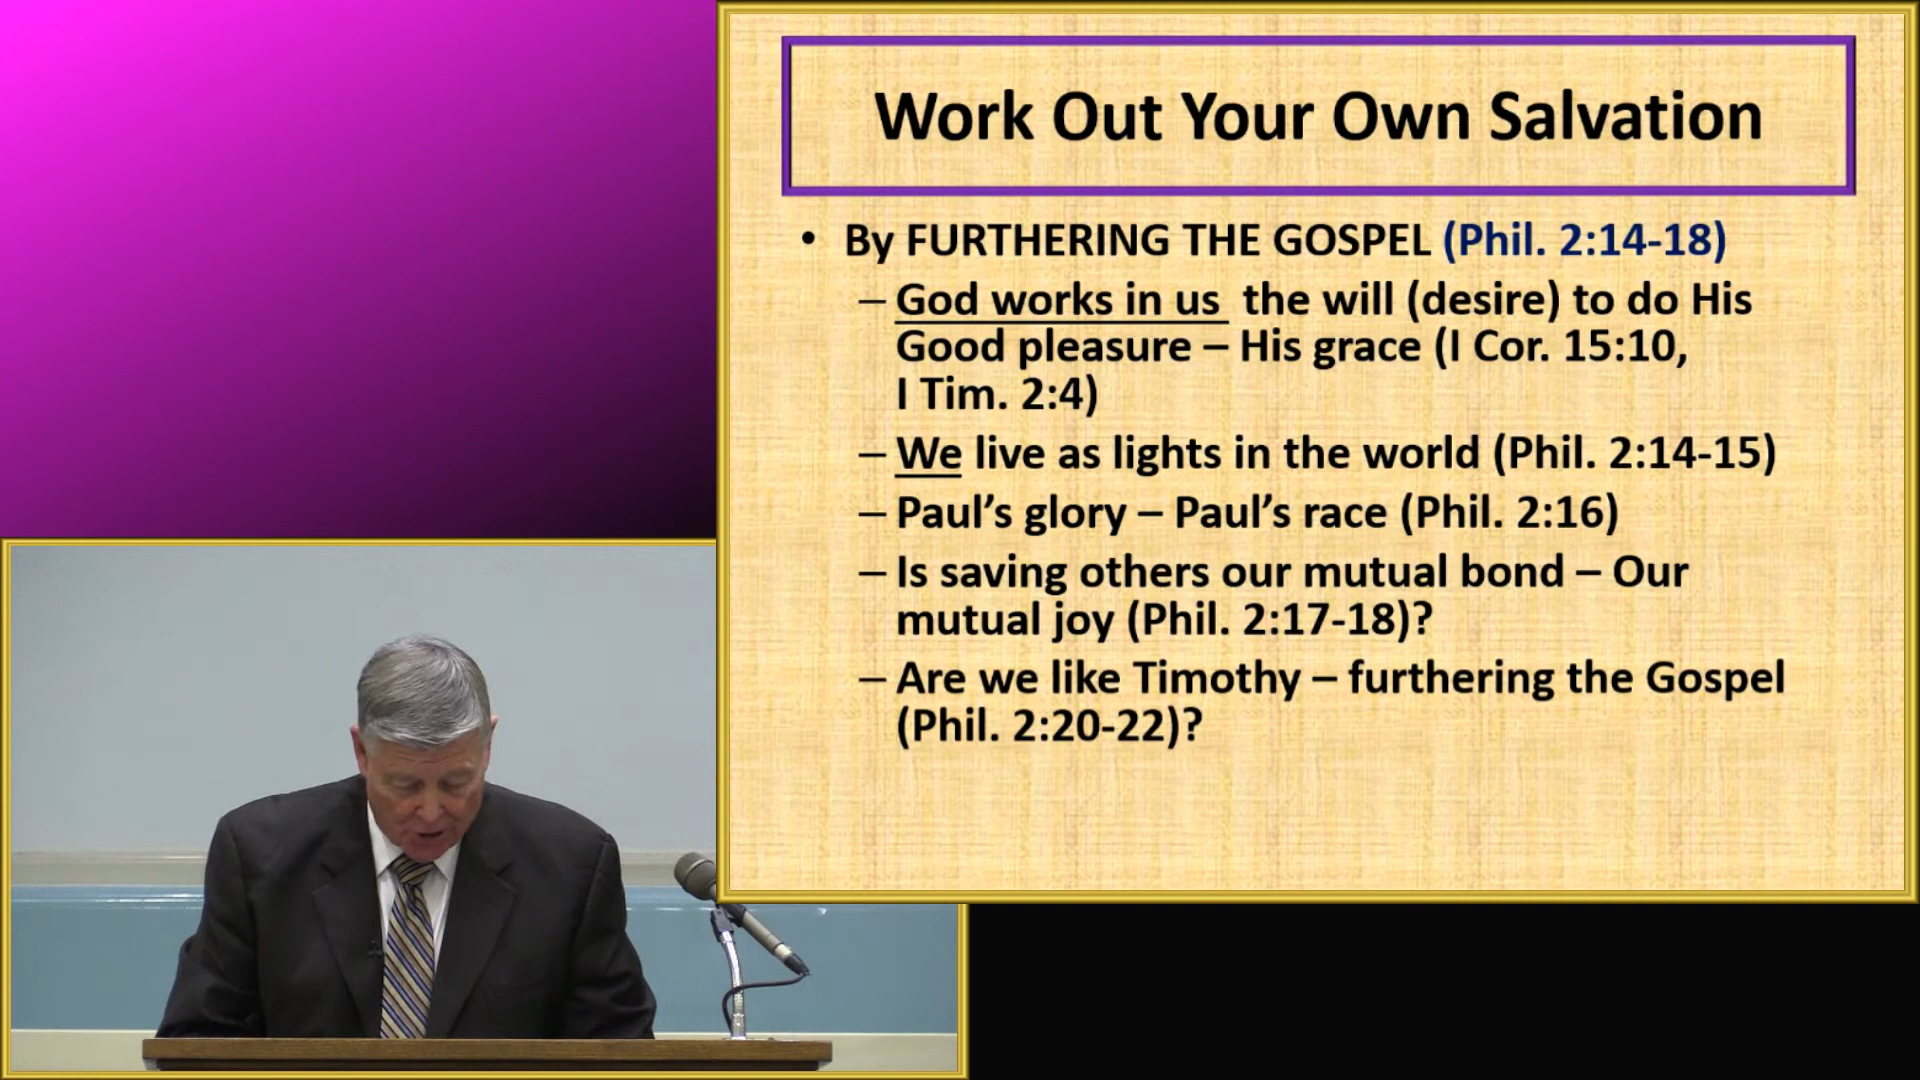 Work Out Your Own Salvation
• By FURTHERING THE GOSPEL (Phil. 2:14-18)
– God works in us the will (desire) to do His
Good pleasure – His grace (I Cor. 15:10,
I Tim. 2:4)
– We live as lights in the world (Phil. 2:14-15)
– Paul’s glory – Paul’s race (Phil. 2:16)
– Is saving others our mutual bond – Our
mutual joy (Phil. 2:17-18)?
– Are we like Timothy – furthering the Gospel
(Phil. 2:20-22)?